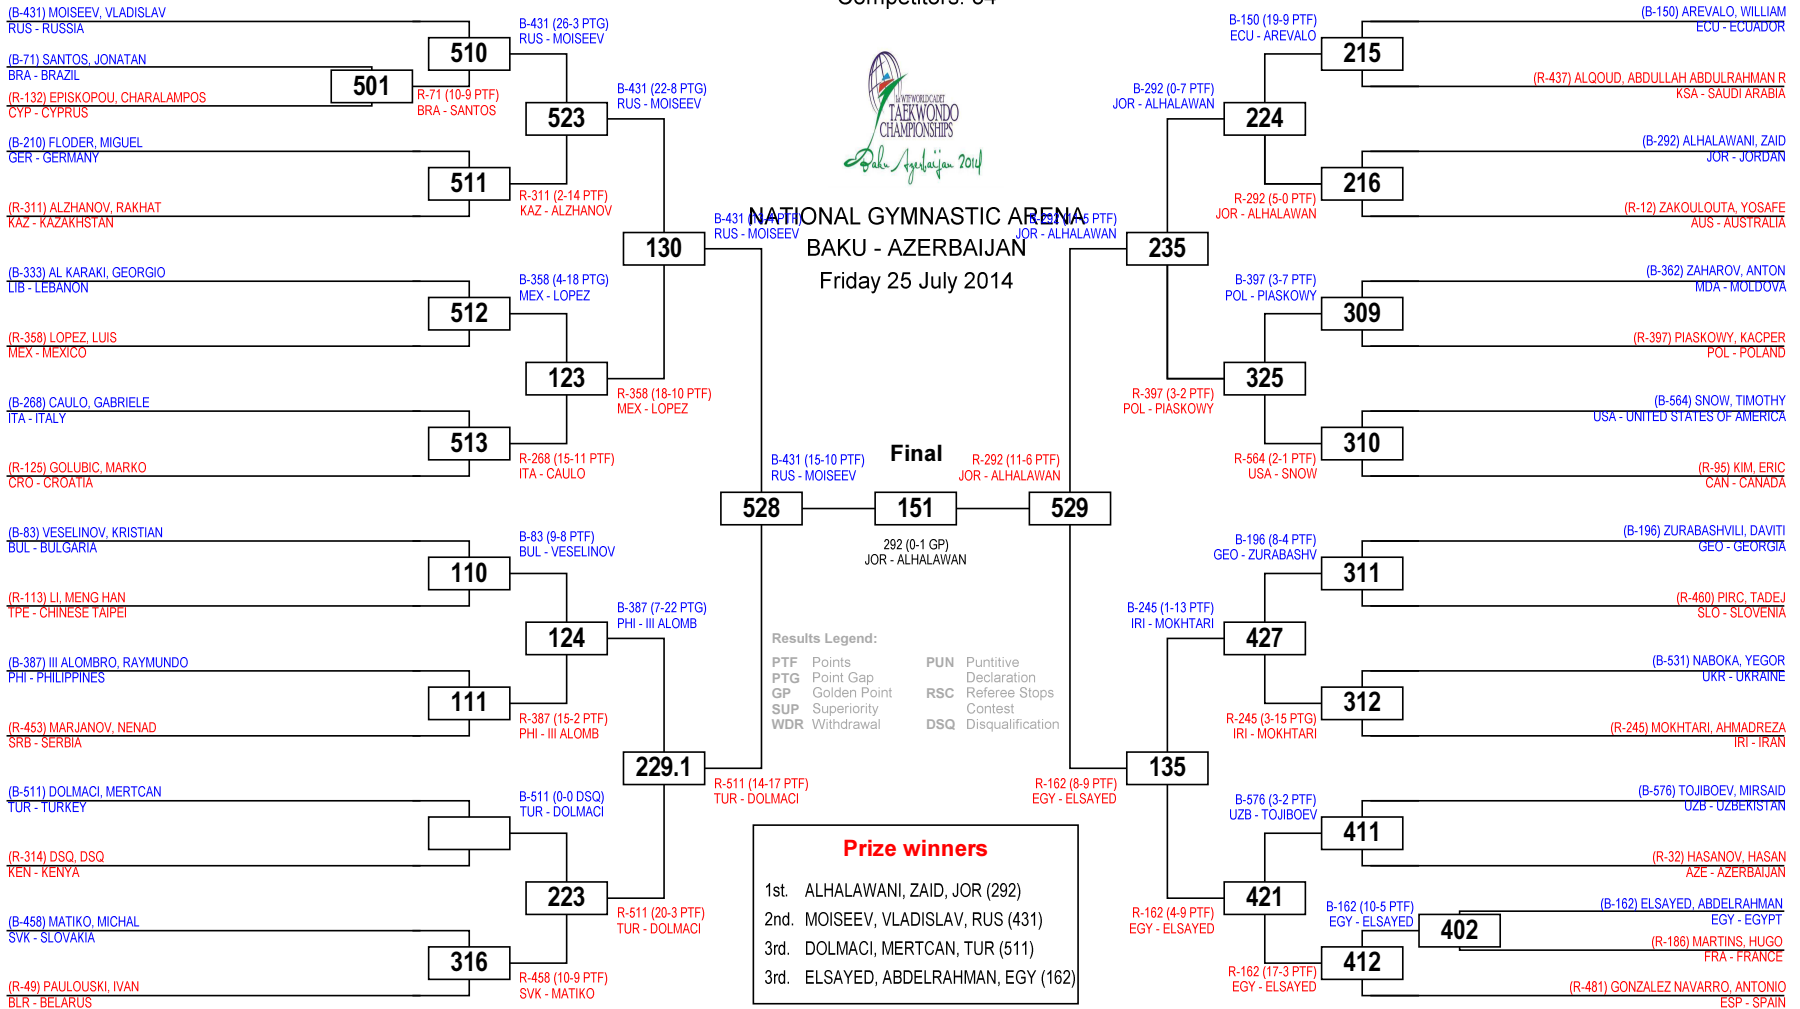 Competitors: 34
(B-431) MOISEEV, VLADISLAV
RUS - RUSSIA
(B-71) SANTOS, JONATAN
BRA - BRAZIL
(R-132) EPISKOPOU, CHARALAMPOS
CYP - CYPRUS
(B-210) FLODER, MIGUEL
GER - GERMANY
(R-311) ALZHANOV, RAKHAT
KAZ - KAZAKHSTAN
(B-333) AL KARAKI, GEORGIO
LIB - LEBANON
(R-358) LOPEZ, LUIS
MEX - MEXICO
(B-268) CAULO, GABRIELE
ITA - ITALY
(R-125) GOLUBIC, MARKO
CRO - CROATIA
(B-83) VESELINOV, KRISTIAN
BUL - BULGARIA
(R-113) LI, MENG HAN
TPE - CHINESE TAIPEI
(B-387) III ALOMBRO, RAYMUNDO
PHI - PHILIPPINES
(R-453) MARJANOV, NENAD
SRB - SERBIA
(B-511) DOLMACI, MERTCAN
TUR - TURKEY
(R-314) DSQ, DSQ
KEN - KENYA
(B-458) MATIKO, MICHAL
SVK - SLOVAKIA
(R-49) PAULOUSKI, IVAN
BLR - BELARUS
501
R-71 (10-9 PTF)
BRA - SANTOS
510
511
512
513
110
111
316
B-431 (26-3 PTG)
RUS - MOISEEV
523
R-311 (2-14 PTF)
KAZ - ALZHANOV
B-358 (4-18 PTG)
MEX - LOPEZ
123
R-268 (15-11 PTF)
ITA - CAULO
B-83 (9-8 PTF)
BUL - VESELINOV
124
R-387 (15-2 PTF)
PHI - III ALOMB
B-511 (0-0 DSQ)
TUR - DOLMACI
223
R-458 (10-9 PTF)
SVK - MATIKO
B-431 (22-8 PTG)
RUS - MOISEEV
130
R-358 (18-10 PTF)
MEX - LOPEZ
B-387 (7-22 PTG)
PHI - III ALOMB
229.1
R-511 (20-3 PTF)
TUR - DOLMACI
B-431
RUS - MOISEEV
528
R-511 (14-17 PTF)
TUR - DOLMACI
1st WTF WORLD CADET
TAEKWONDO
CHAMPIONSHIPS
Baku Azerbaijan 2014
NATIONAL GYMNASTIC ARENA
BAKU - AZERBAIJAN
Friday 25 July 2014
Final
B-431 (15-10 PTF)
RUS - MOISEEV
R-292 (11-6 PTF)
JOR - ALHALAWAN
151
292 (0-1 GP)
JOR - ALHALAWAN
Results Legend:
PTF Points
PTG Point Gap
GP Golden Point
SUP Superiority
WDR Withdrawal
PUN Puntitive
Declaration
RSC Referee Stops
Contest
DSQ Disqualification
Prize winners
1st. ALHALAWANI, ZAID, JOR (292)
2nd. MOISEEV, VLADISLAV, RUS (431)
3rd. DOLMACI, MERTCAN, TUR (511)
3rd. ELSAYED, ABDELRAHMAN, EGY (162)
B-292
JOR - ALHALAWAN
529
R-162 (8-9 PTF)
EGY - ELSAYED
B-292 (0-7 PTF)
JOR - ALHALAWAN
235
R-397 (3-2 PTF)
POL - PIASKOWY
B-245 (1-13 PTF)
IRI - MOKHTARI
135
R-162 (4-9 PTF)
EGY - ELSAYED
B-150 (19-9 PTF)
ECU - AREVALO
224
R-292 (5-0 PTF)
JOR - ALHALAWAN
B-397 (3-7 PTF)
POL - PIASKOWY
325
R-564 (2-1 PTF)
USA - SNOW
B-196 (8-4 PTF)
GEO - ZURABASHV
427
R-245 (3-15 PTG)
IRI - MOKHTARI
B-576 (3-2 PTF)
UZB - TOJIBOEV
421
R-162 (17-3 PTF)
EGY - ELSAYED
215
216
309
310
311
312
411
412
B-162 (10-5 PTF)
EGY - ELSAYED
402
(B-150) AREVALO, WILLIAM
ECU - ECUADOR
(R-437) ALQOUD, ABDULLAH ABDULRAHMAN R
KSA - SAUDI ARABIA
(B-292) ALHALAWANI, ZAID
JOR - JORDAN
(R-12) ZAKOULOUTA, YOSAFE
AUS - AUSTRALIA
(B-362) ZAHAROV, ANTON
MDA - MOLDOVA
(R-397) PIASKOWY, KACPER
POL - POLAND
(B-564) SNOW, TIMOTHY
USA - UNITED STATES OF AMERICA
(R-95) KIM, ERIC
CAN - CANADA
(B-196) ZURABASHVILI, DAVITI
GEO - GEORGIA
(R-460) PIRC, TADEJ
SLO - SLOVENIA
(B-531) NABOKA, YEGOR
UKR - UKRAINE
(R-245) MOKHTARI, AHMADREZA
IRI - IRAN
(B-576) TOJIBOEV, MIRSAID
UZB - UZBEKISTAN
(R-32) HASANOV, HASAN
AZE - AZERBAIJAN
(B-162) ELSAYED, ABDELRAHMAN
EGY - EGYPT
(R-186) MARTINS, HUGO
FRA - FRANCE
(R-481) GONZALEZ NAVARRO, ANTONIO
ESP - SPAIN